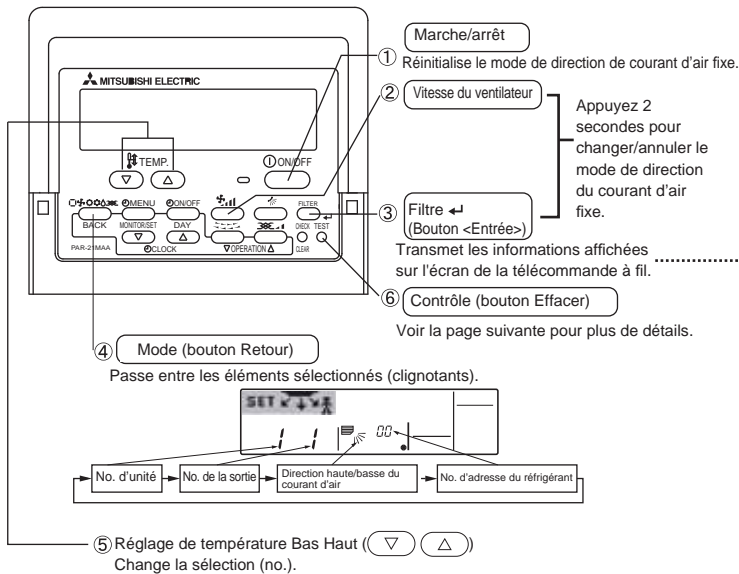 Marche/arrêt
① Réinitialise le mode de direction de courant d'air fixe.
MITSUBISHI ELECTRIC
② Vitesse du ventilateur
Appuyez 2
secondes pour
changer/annuler le
mode de direction
du courant d'air
fixe.
TEMP.
ON/OFF
MENU
ON/OFF
FILTER
BACK
MONITOR/SET
DAY
CHECK
TEST
PAR-21MAA
CLOCK
▽OPERATION△
CLEAR
③ Filtre ↵
(Bouton <Entrée>)
Transmet les informations affichées
sur l'écran de la télécommande à fil.
⑥ Contrôle (bouton Effacer)
Voir la page suivante pour plus de détails.
④ Mode (bouton Retour)
Passe entre les éléments sélectionnés (clignotants).
SET
1 1 00
No. d'unité
No. de la sortie
Direction haute/basse du
courant d'air
No. d'adresse du réfrigérant
⑤ Réglage de température Bas Haut (▽ △)
Change la sélection (no.).